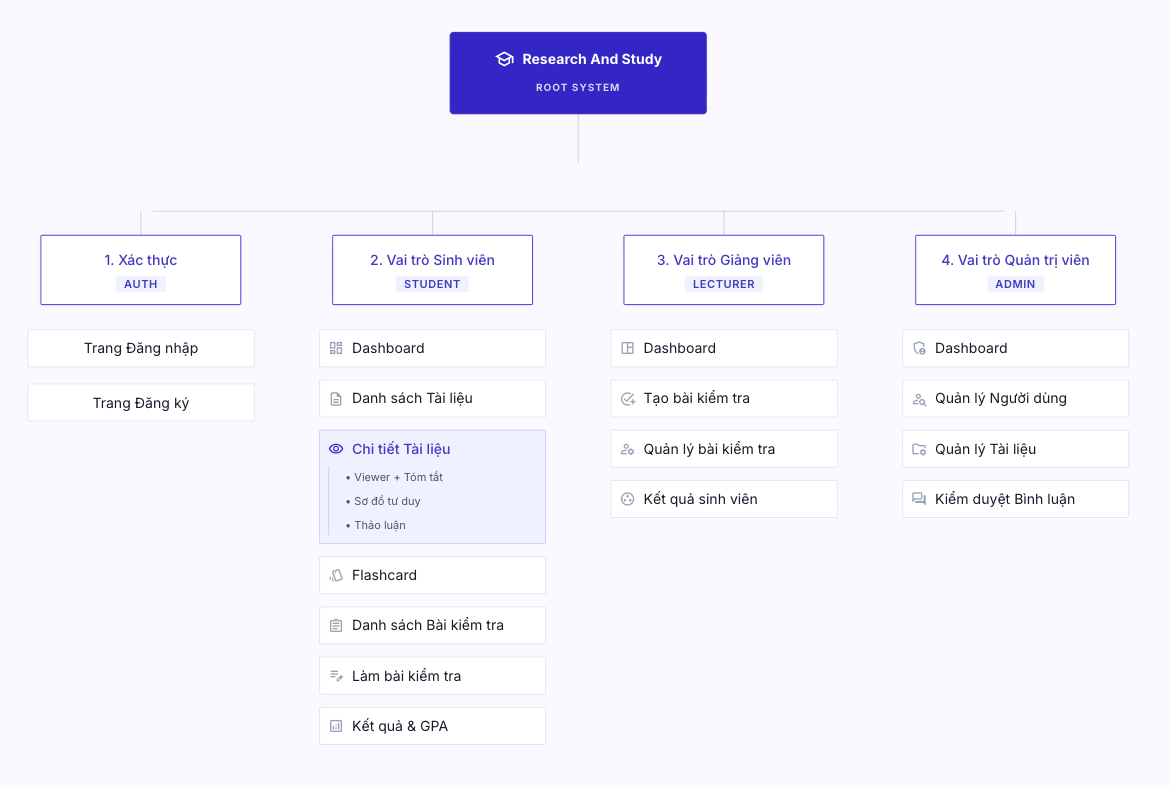 Research And Study
ROOT SYSTEM
1. Xác thực
AUTH
Trang Đăng nhập
Trang Đăng ký
2. Vai trò Sinh viên
STUDENT
Dashboard
Danh sách Tài liệu
Chi tiết Tài liệu
• Viewer + Tóm tắt
• Sơ đồ tư duy
• Thảo luận
Flashcard
Danh sách Bài kiểm tra
Làm bài kiểm tra
Kết quả & GPA
3. Vai trò Giảng viên
LECTURER
Dashboard
Tạo bài kiểm tra
Quản lý bài kiểm tra
Kết quả sinh viên
4. Vai trò Quản trị viên
ADMIN
Dashboard
Quản lý Người dùng
Quản lý Tài liệu
Kiểm duyệt Bình luận